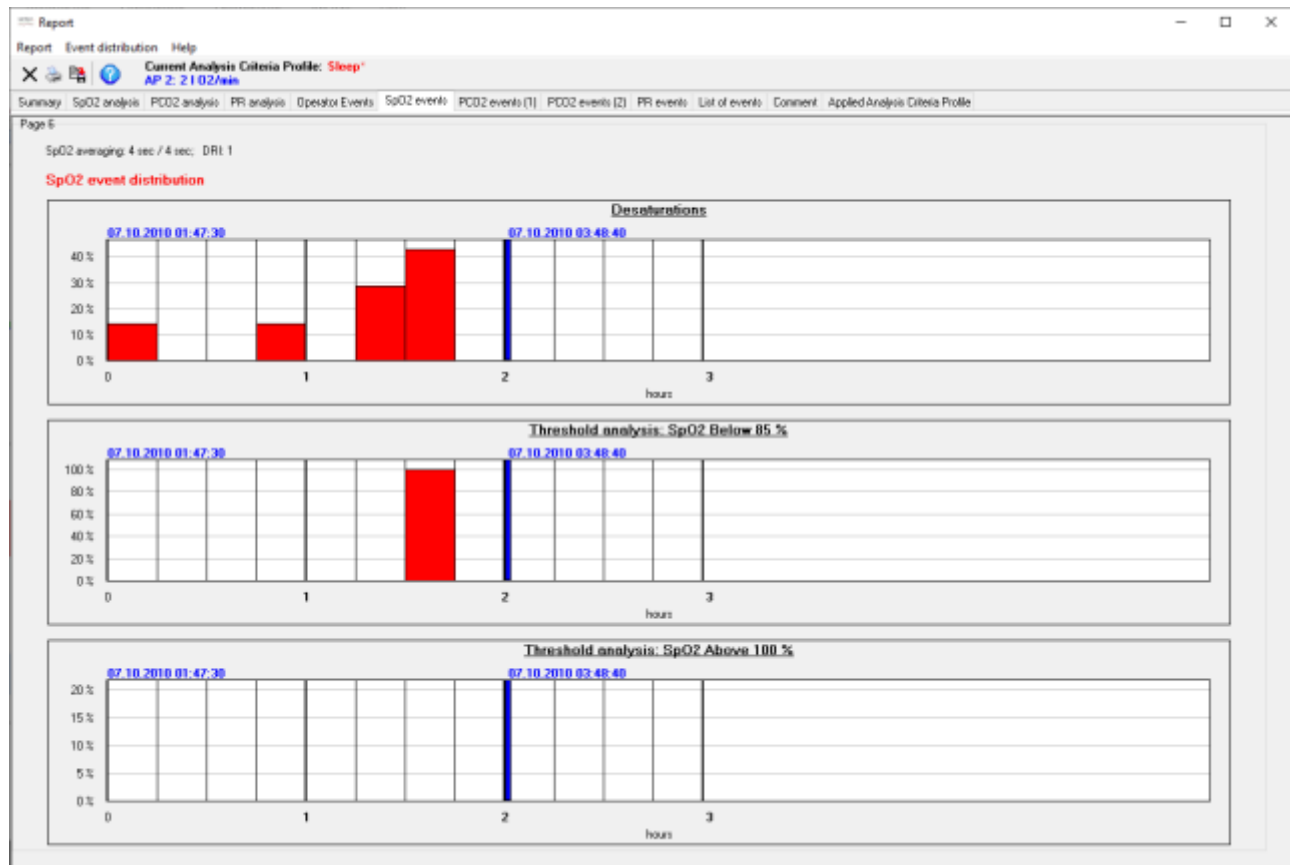 Report
Report Event distribution Help
Current Analysis Criteria Profile: Sleep*
AP 2: 2 l O2/min
Summary SpO2 analysis PCO2 analysis PR analysis Operator Events SpO2 events PCO2 events (1) PCO2 events (2) PR events List of events Comment Applied Analysis Criteria Profile
Page 6
SpO2 averaging: 4 sec / 4 sec; DRI: 1
SpO2 event distribution
Desaturations
07.10.2010 01:47:30 07.10.2010 03:48:40
40 %
30 %
20 %
10 %
0 %
0 1 2 3
hours
Threshold analysis: SpO2 Below 85 %
07.10.2010 01:47:30 07.10.2010 03:48:40
100 %
80 %
60 %
40 %
20 %
0 %
0 1 2 3
hours
Threshold analysis: SpO2 Above 100 %
07.10.2010 01:47:30 07.10.2010 03:48:40
20 %
15 %
10 %
5 %
0 %
0 1 2 3
hours